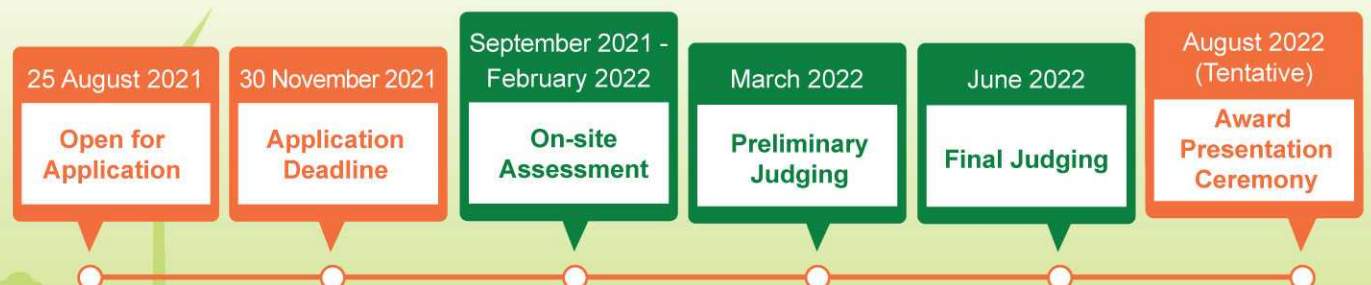 25 August 2021
Open for
Application
30 November 2021
Application
Deadline
September 2021 -
February 2022
On-site
Assessment
March 2022
Preliminary
Judging
June 2022
Final Judging
August 2022
(Tentative)
Award
Presentation
Ceremony